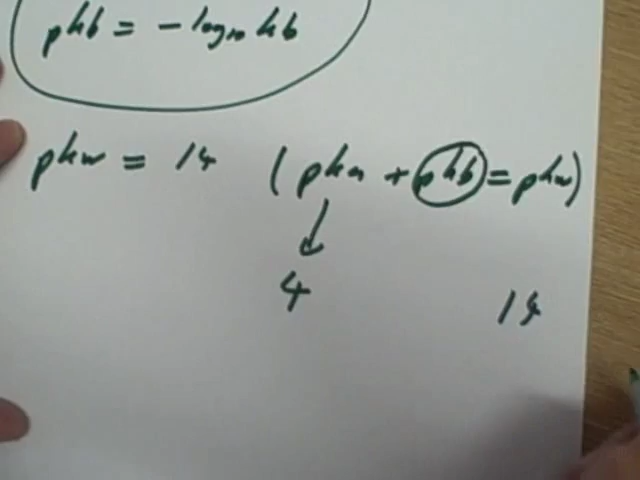 pkb = - log₁₀ kb
pkw = 14 ( pka + pkb = pkw )
↓
4 14